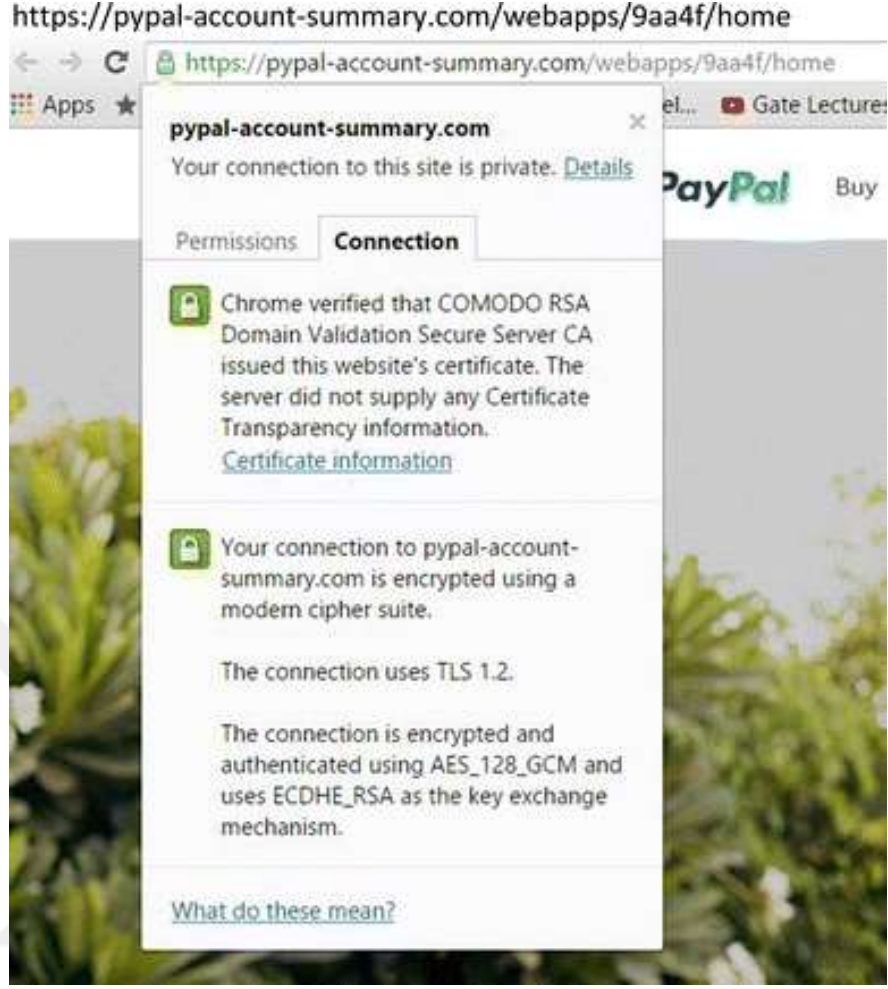 https://pypal-account-summary.com/webapps/9aa4f/home
https://pypal-account-summary.com/webapps/9aa4f/home
Apps el... Gate Lectures
pypal-account-summary.com ×
Your connection to this site is private. Details
PayPal Buy
Permissions Connection
Chrome verified that COMODO RSA
Domain Validation Secure Server CA
issued this website's certificate. The
server did not supply any Certificate
Transparency information.
Certificate information
Your connection to pypal-account-
summary.com is encrypted using a
modern cipher suite.
The connection uses TLS 1.2.
The connection is encrypted and
authenticated using AES_128_GCM and
uses ECDHE_RSA as the key exchange
mechanism.
What do these mean?